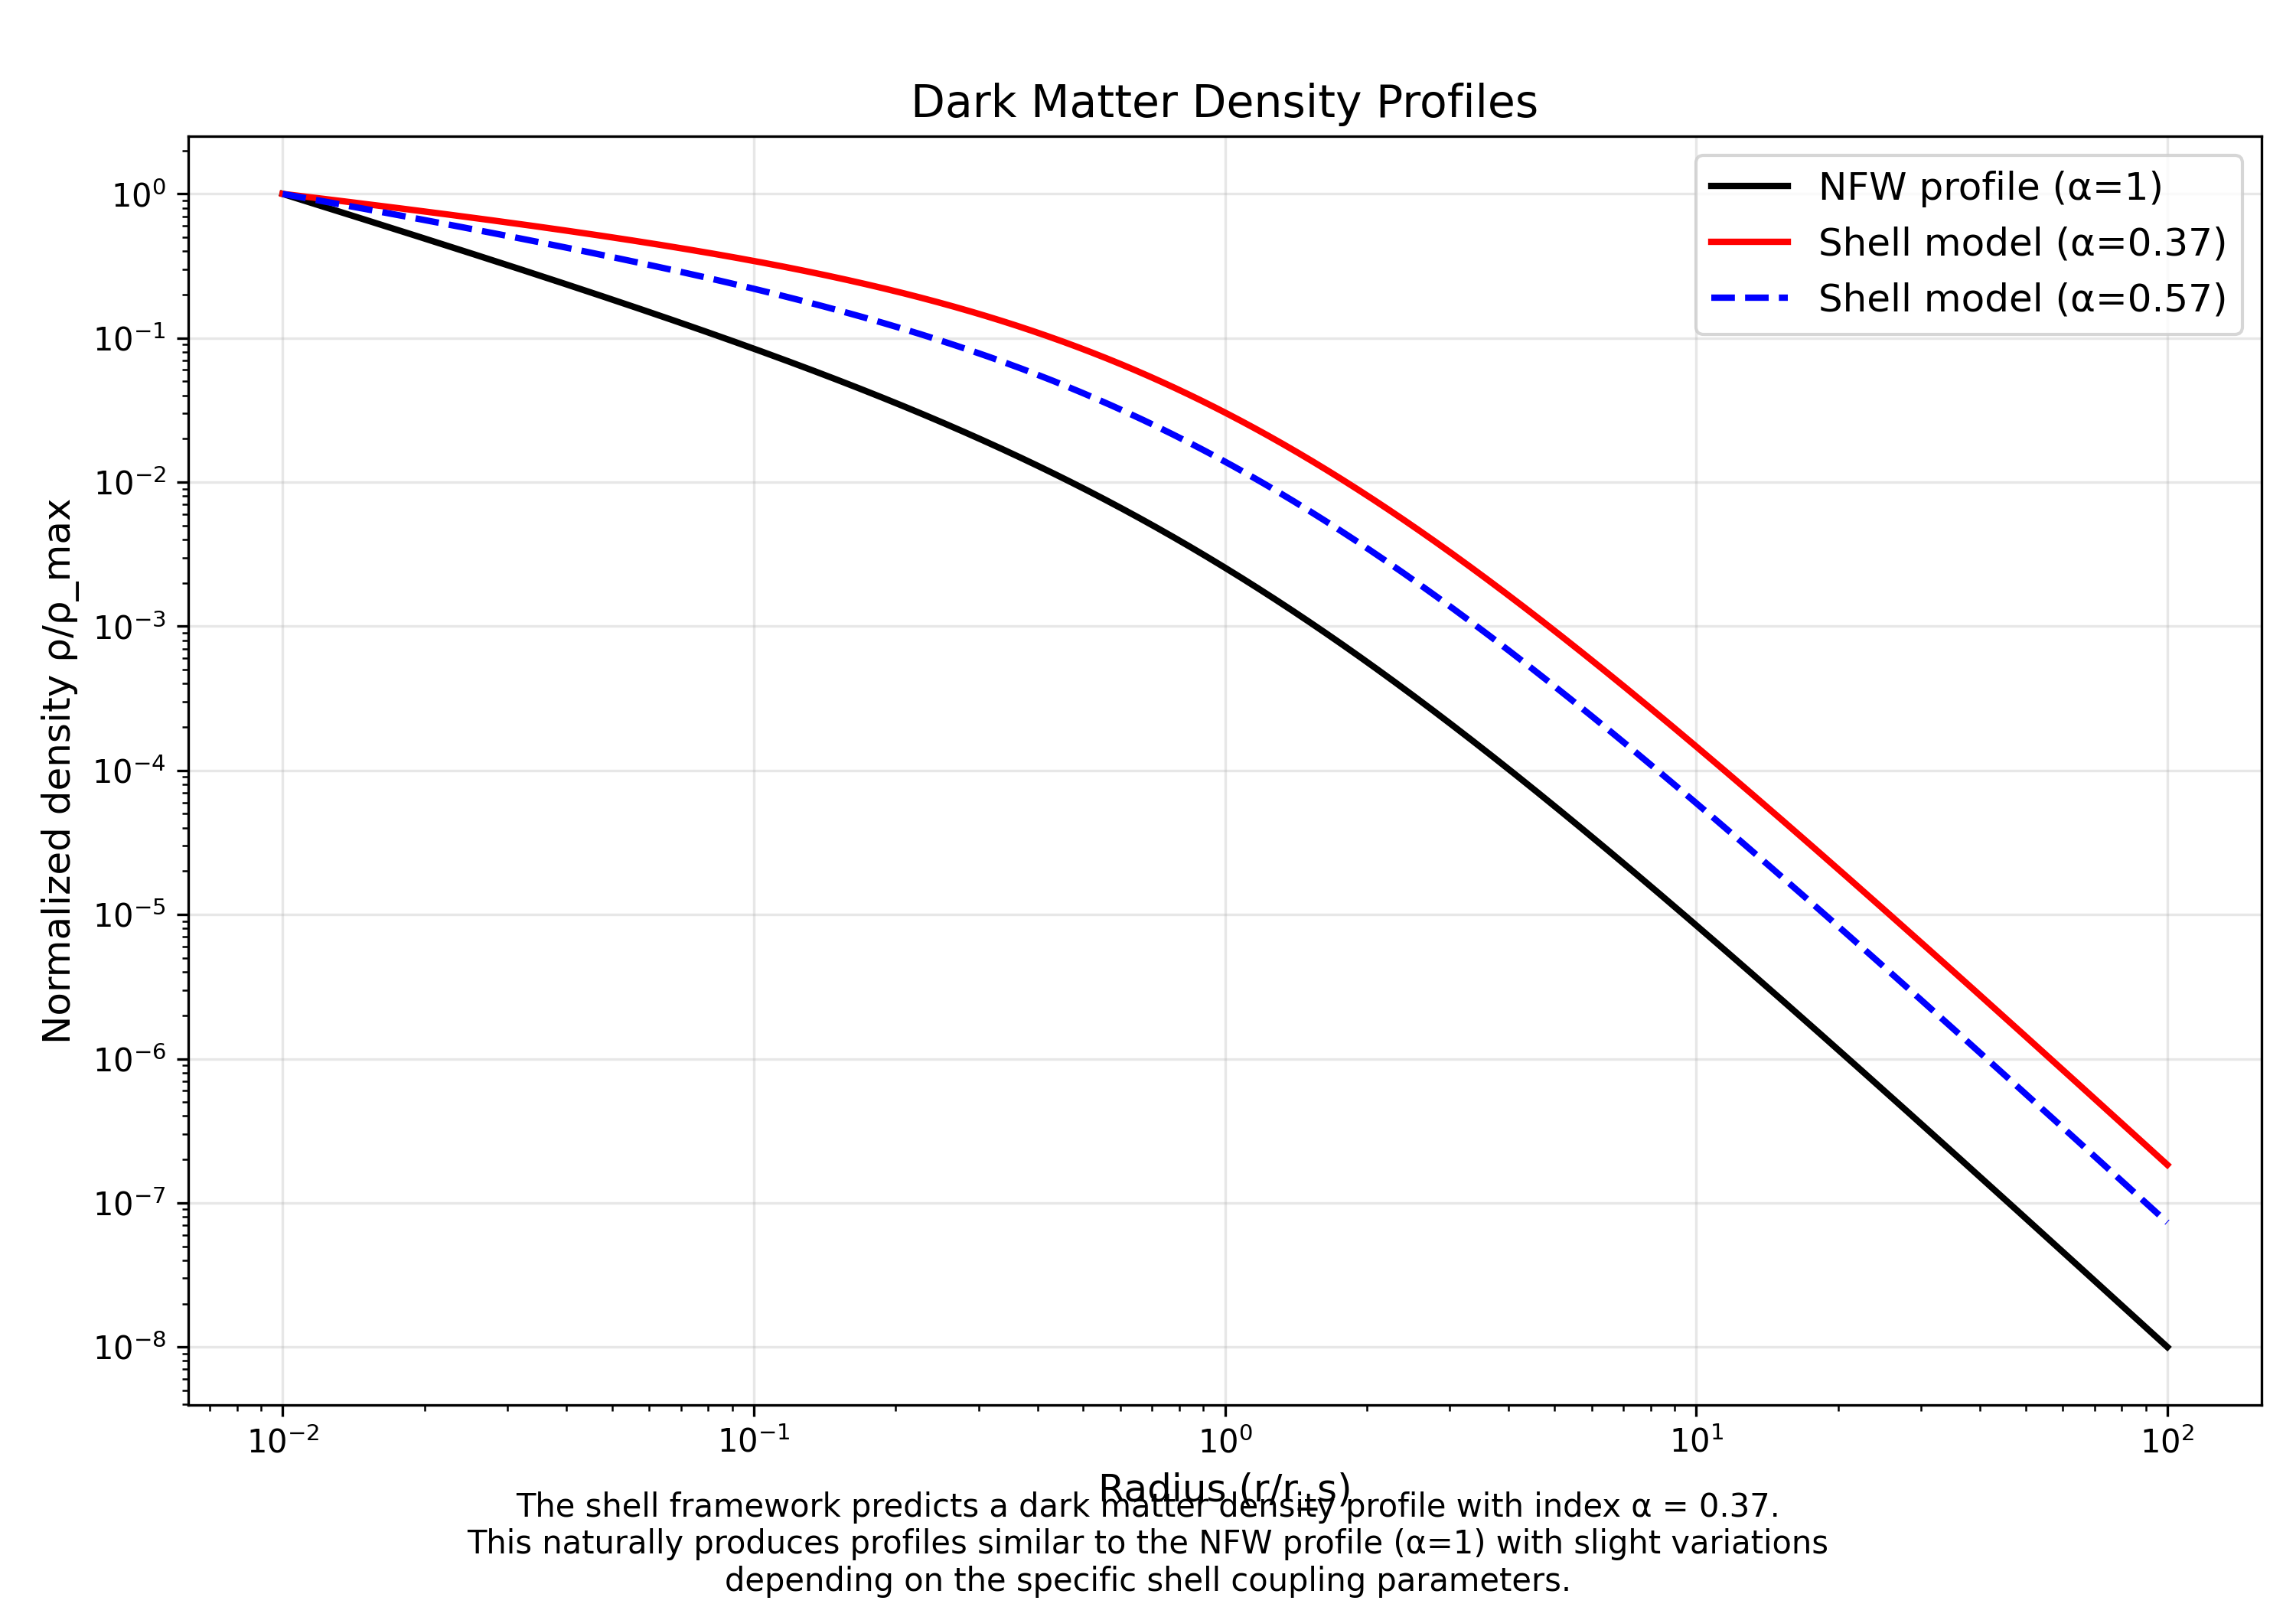 Dark Matter Density Profiles
NFW profile (α=1)
Shell model (α=0.37)
Shell model (α=0.57)
Normalized density ρ/ρ_max
10⁰
10⁻¹
10⁻²
10⁻³
10⁻⁴
10⁻⁵
10⁻⁶
10⁻⁷
10⁻⁸
10⁻²
10⁻¹
10⁰
10¹
10²
Radius (r/r_s)
The shell framework predicts a dark matter density profile with index α = 0.37.
This naturally produces profiles similar to the NFW profile (α=1) with slight variations
depending on the specific shell coupling parameters.